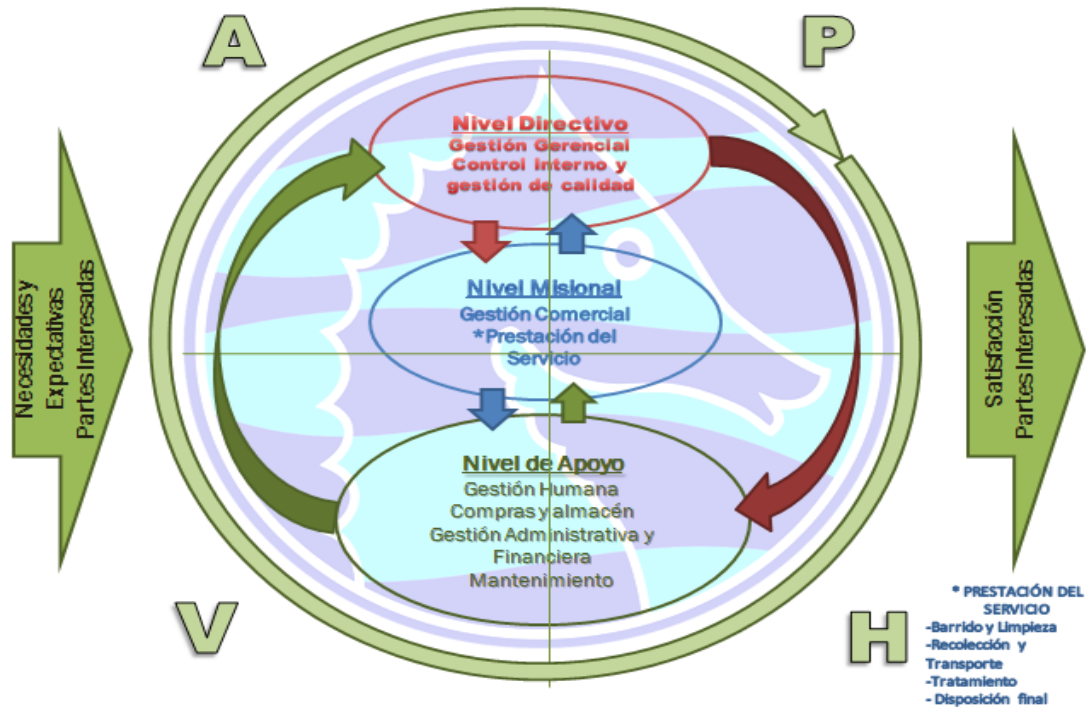 A
P
Nivel Directivo
Gestión Gerencial
Control Interno y
gestión de calidad
Necesidades y
Expectativas
Partes Interesadas
Nivel Misional
Gestión Comercial
*Prestación del
Servicio
Satisfacción
Partes Interesadas
Nivel de Apoyo
Gestión Humana
Compras y almacén
Gestión Administrativa y
Financiera
Mantenimiento
V
H
* PRESTACIÓN DEL
SERVICIO
-Barrido y Limpieza
-Recolección y
Transporte
-Tratamiento
- Disposición final